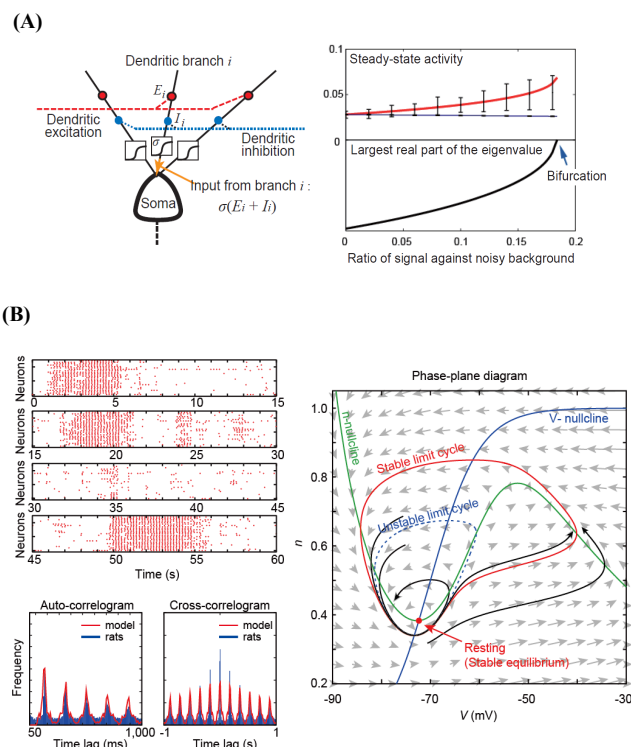 (A)
Dendritic branch i
E_i
I_i
Dendritic
excitation
σ
Dendritic
inhibition
Input from branch i :
σ(E_i + I_i)
Soma
0.1
Steady-state activity
0.05
0
Largest real part of the eigenvalue
Bifurcation
0 0.05 0.1 0.15 0.2
Ratio of signal against noisy background
(B)
Neurons
0 5 10 15
Neurons
15 20 25 30
Neurons
30 35 40 45
Neurons
45 50 55 60
Time (s)
Auto-correlogram
model
rats
Frequency
50 1,000
Time lag (ms)
Cross-correlogram
model
rats
-1 1
Time lag (s)
Phase-plane diagram
n-nullcline
V- nullcline
Stable limit cycle
Unstable limit cycle
Resting
(Stable equilibrium)
n
1.0
0.8
0.6
0.4
0.2
-90 -70 -50 -30
V (mV)